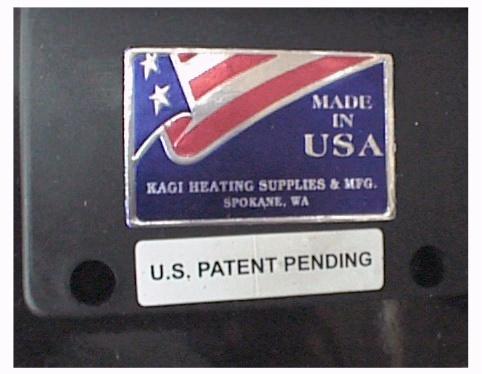 MADE
IN
USA
KAGI HEATING SUPPLIES & MFG.
SPOKANE, WA
U.S. PATENT PENDING